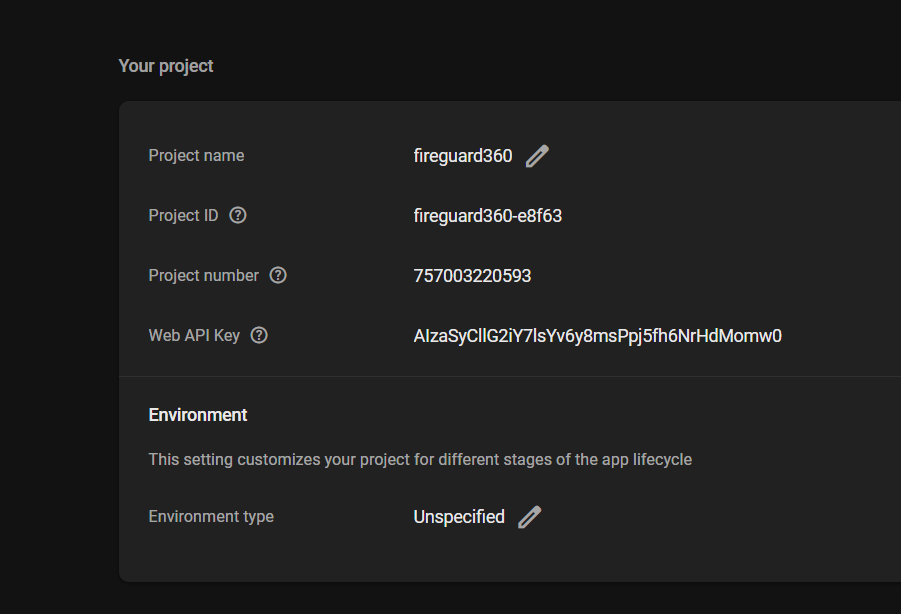 Your project
Project name fireguard360
Project ID fireguard360-e8f63
Project number 757003220593
Web API Key
Environment
This setting customizes your project for different stages of the app lifecycle
Environment type Unspecified